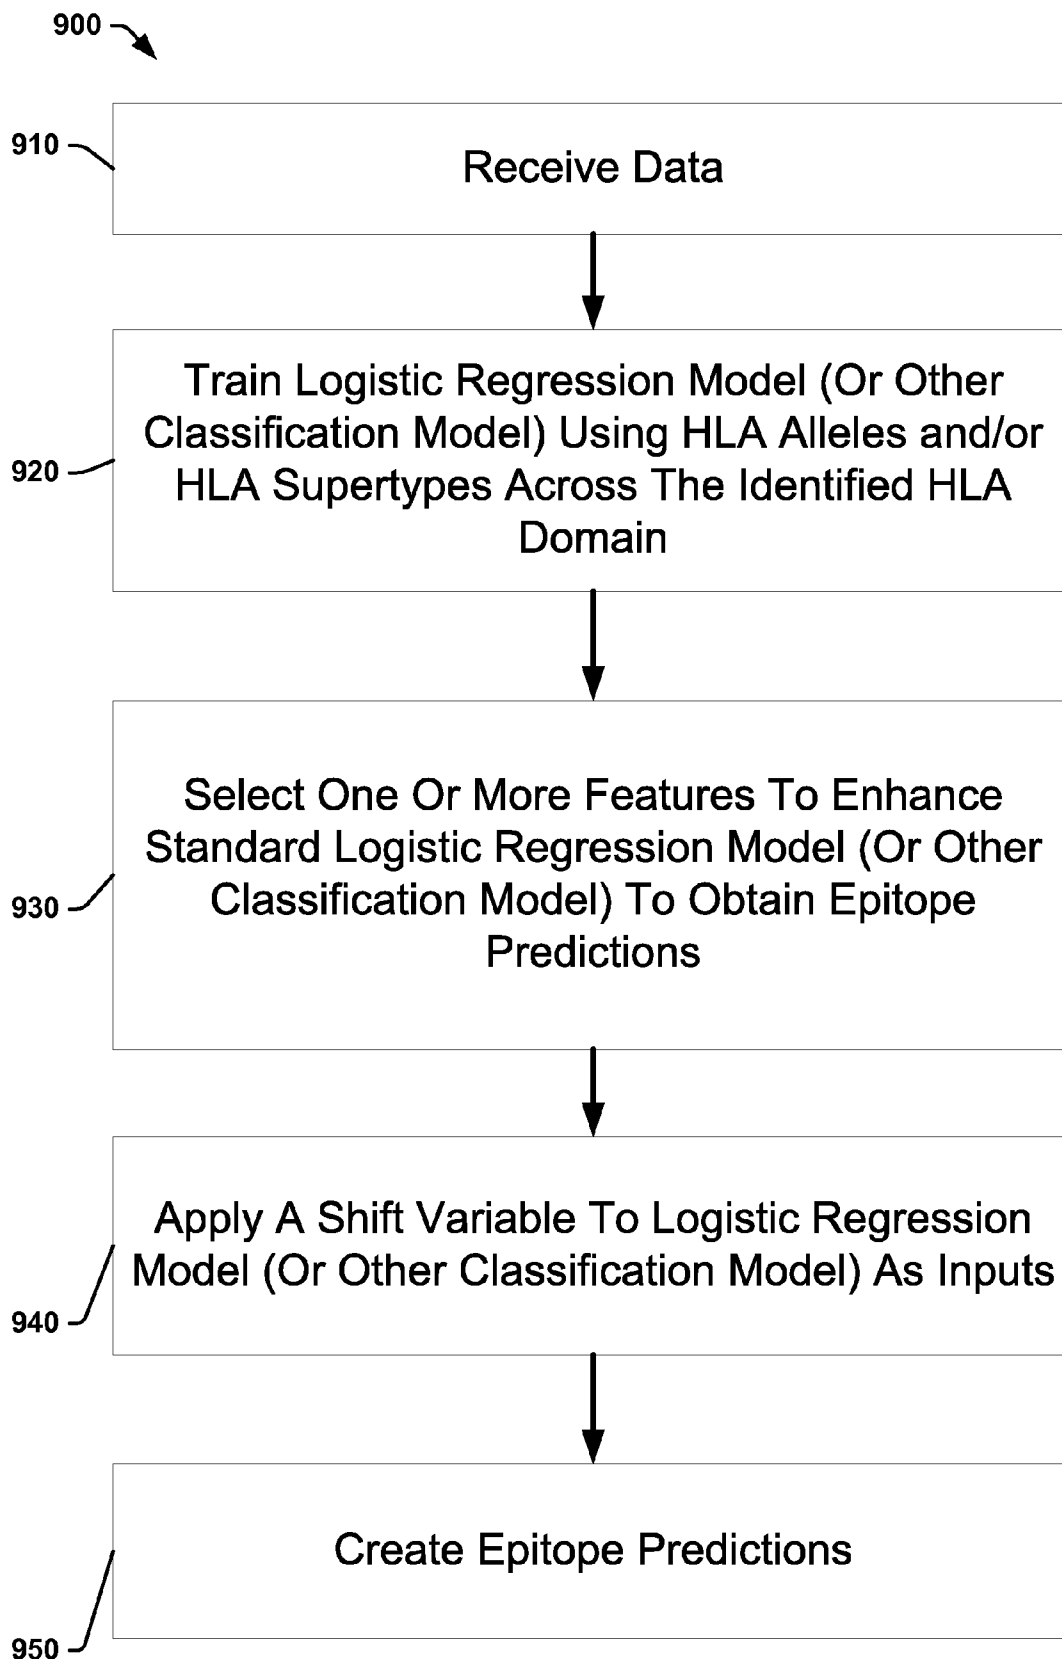 900
910
Receive Data
Train Logistic Regression Model (Or Other
Classification Model) Using HLA Alleles and/or
HLA Supertypes Across The Identified HLA
Domain
920
Select One Or More Features To Enhance
Standard Logistic Regression Model (Or Other
Classification Model) To Obtain Epitope
Predictions
930
Apply A Shift Variable To Logistic Regression
Model (Or Other Classification Model) As Inputs
940
Create Epitope Predictions
950